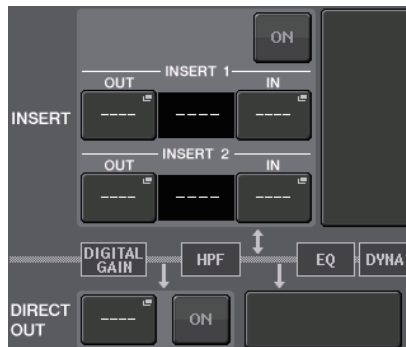 ON
INSERT 1
OUT IN
INSERT
---- ---- ----
INSERT 2
OUT IN
---- ---- ----
DIGITAL
GAIN
HPF
EQ
DYNA
DIRECT
OUT
----
ON